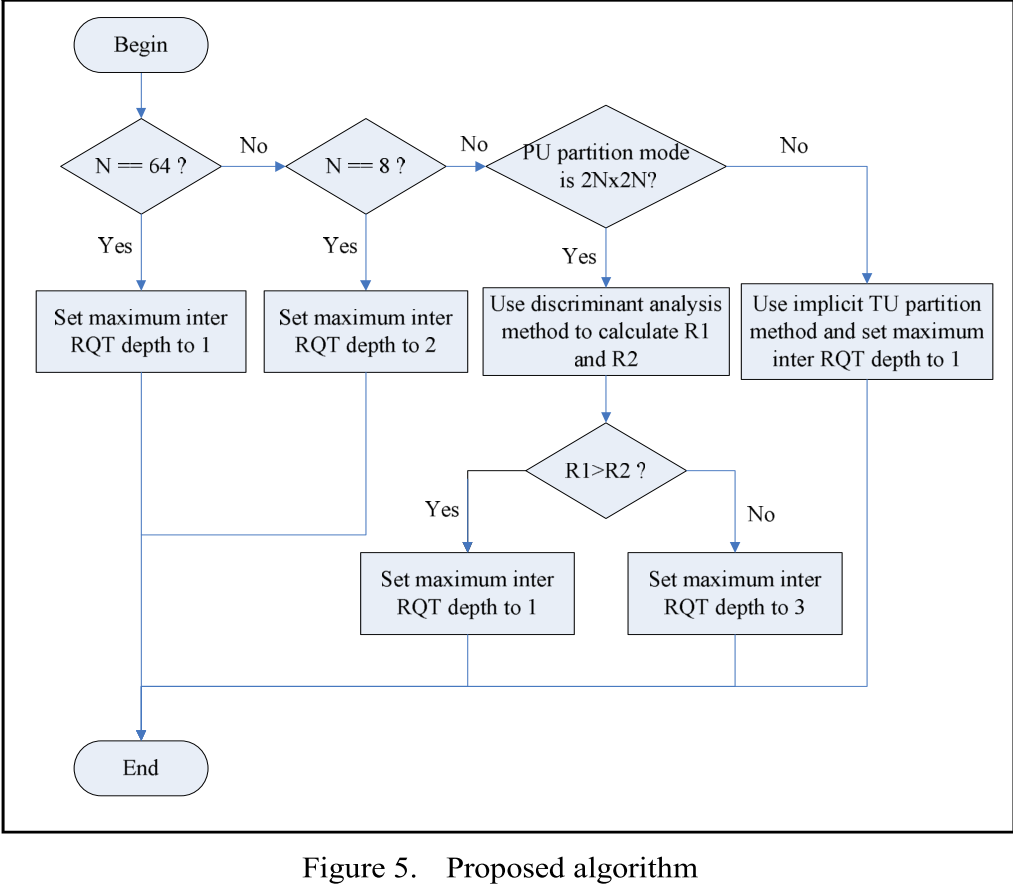 Begin
N == 64 ?
No
N == 8 ?
No
PU partition mode
is 2Nx2N?
No
Yes
Yes
Yes
Set maximum inter
RQT depth to 1
Set maximum inter
RQT depth to 2
Use discriminant analysis
method to calculate R1
and R2
Use implicit TU partition
method and set maximum
inter RQT depth to 1
R1>R2 ?
Yes
No
Set maximum inter
RQT depth to 1
Set maximum inter
RQT depth to 3
End
Figure 5. Proposed algorithm